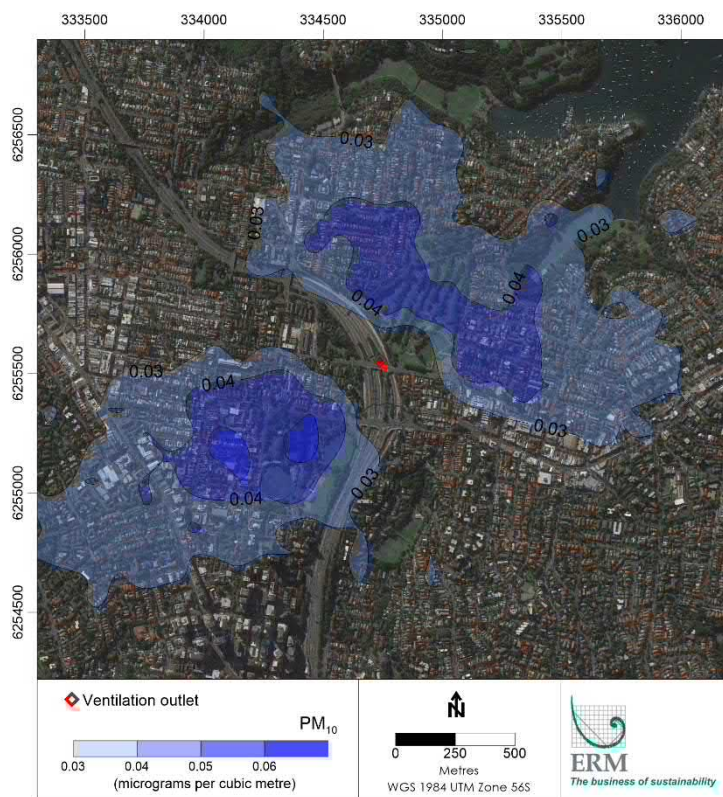 333500 334000 334500 335000 335500 336000
6256500
6256000
6255500
6255000
6254500
0.03
0.03
0.03
0.04
0.04
0.03
0.04
0.03
0.04
0.03
Ventilation outlet
PM₁₀
0.03 0.04 0.05 0.06
(micrograms per cubic metre)
N
0 250 500
Metres
WGS 1984 UTM Zone 56S
ERM
The business of sustainability